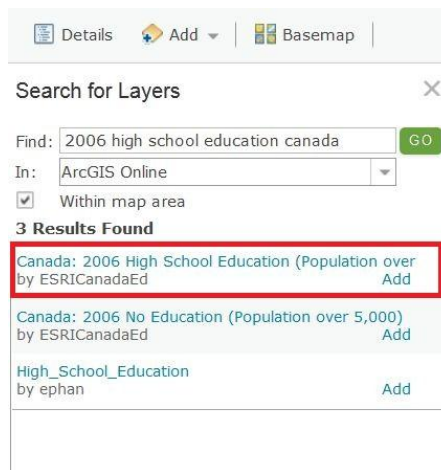 Details Add Basemap
Search for Layers
Find: 2006 high school education canada GO
In: ArcGIS Online
Within map area
3 Results Found
Canada: 2006 High School Education (Population over
by ESRICanadaEd Add
Canada: 2006 No Education (Population over 5,000)
by ESRICanadaEd Add
High_School_Education
by ephan Add